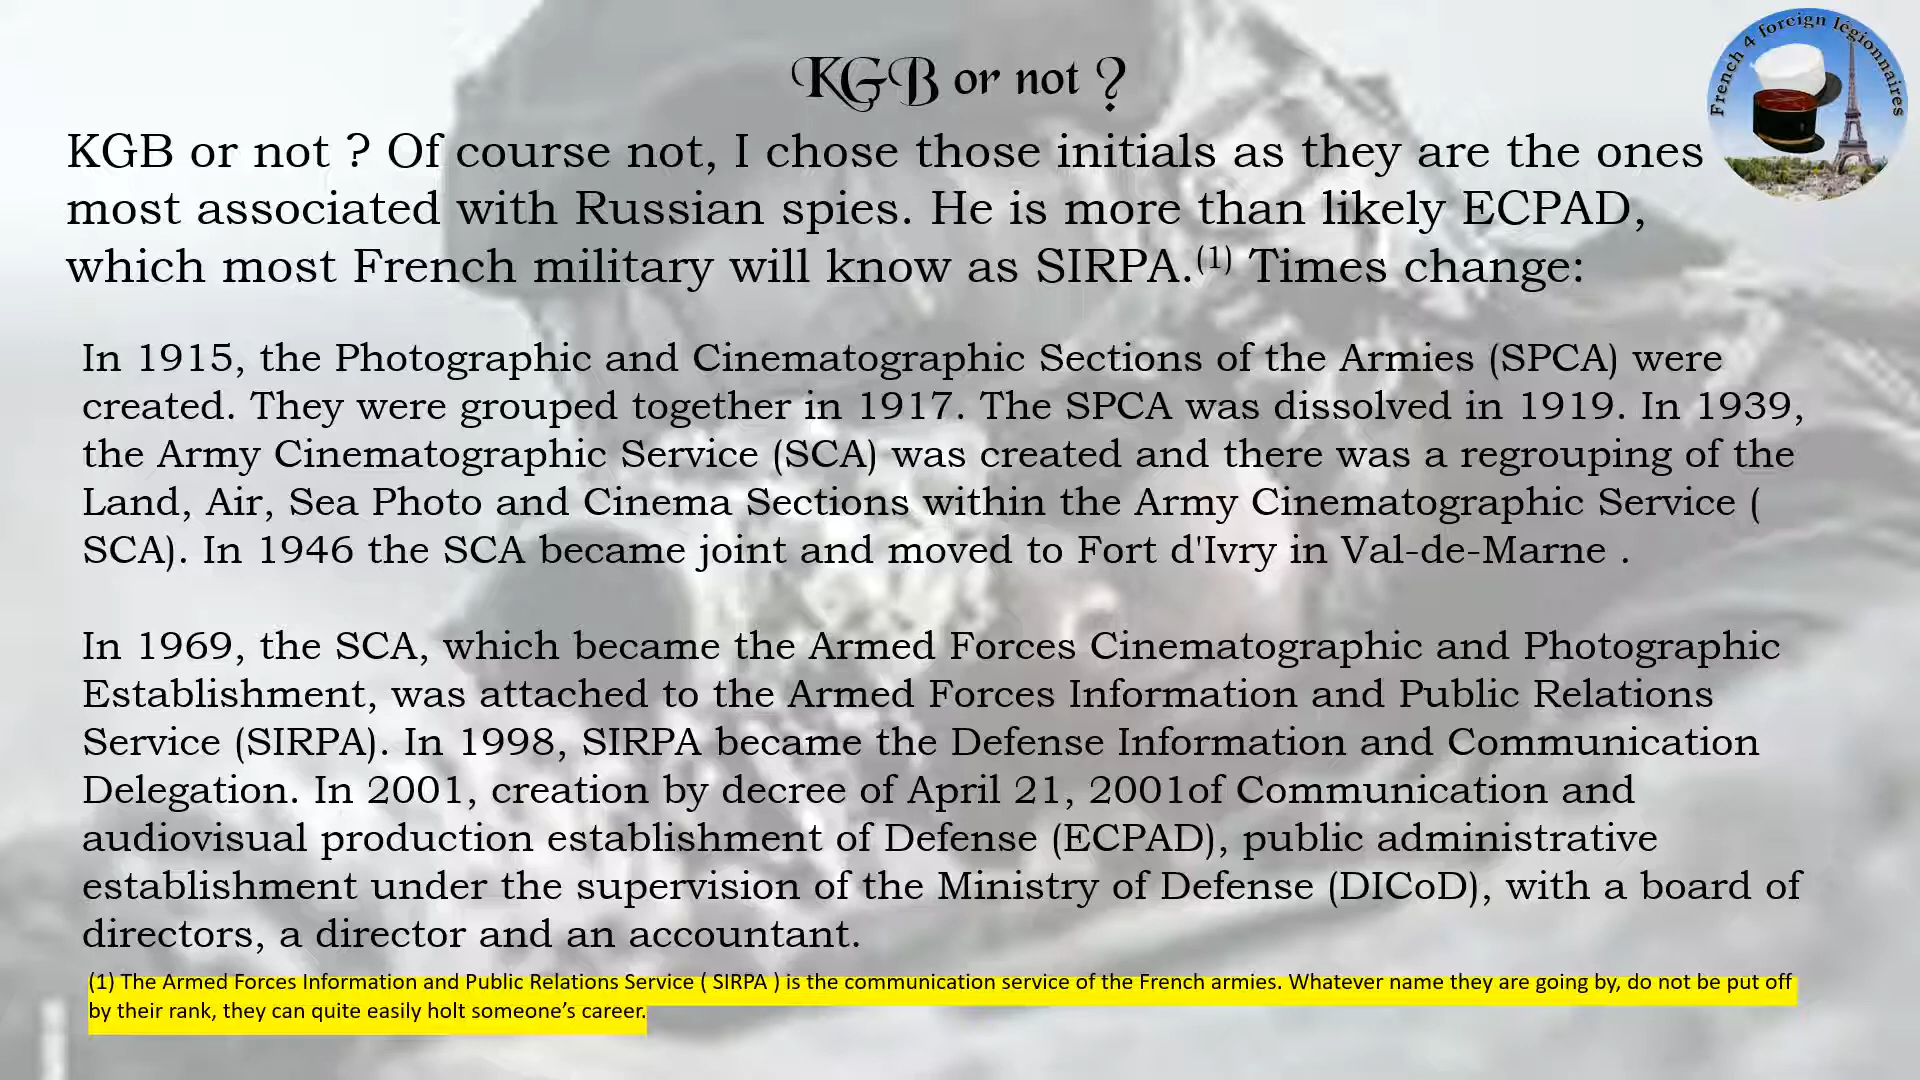 KGB or not ?
French 4 foreign légionnaires
KGB or not ? Of course not, I chose those initials as they are the ones
most associated with Russian spies. He is more than likely ECPAD,
which most French military will know as SIRPA.(1) Times change:
In 1915, the Photographic and Cinematographic Sections of the Armies (SPCA) were
created. They were grouped together in 1917. The SPCA was dissolved in 1919. In 1939,
the Army Cinematographic Service (SCA) was created and there was a regrouping of the
Land, Air, Sea Photo and Cinema Sections within the Army Cinematographic Service (
SCA). In 1946 the SCA became joint and moved to Fort d'Ivry in Val-de-Marne .
In 1969, the SCA, which became the Armed Forces Cinematographic and Photographic
Establishment, was attached to the Armed Forces Information and Public Relations
Service (SIRPA). In 1998, SIRPA became the Defense Information and Communication
Delegation. In 2001, creation by decree of April 21, 2001of Communication and
audiovisual production establishment of Defense (ECPAD), public administrative
establishment under the supervision of the Ministry of Defense (DICoD), with a board of
directors, a director and an accountant.
(1) The Armed Forces Information and Public Relations Service ( SIRPA ) is the communication service of the French armies. Whatever name they are going by, do not be put off
by their rank, they can quite easily holt someone’s career.